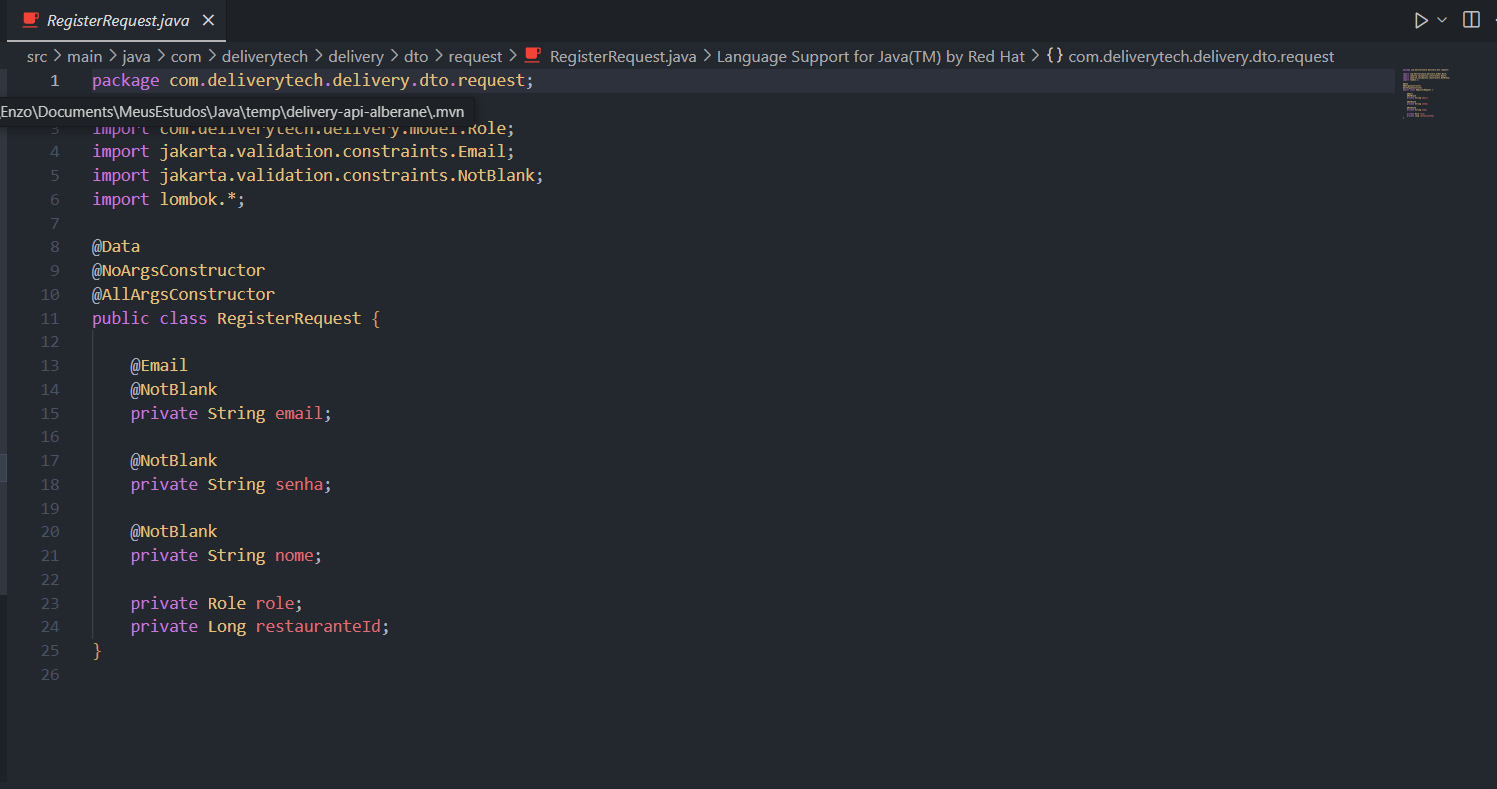 RegisterRequest.java
src > main > java > com > deliverytech > delivery > dto > request > RegisterRequest.java > Language Support for Java(TM) by Red Hat > {} com.deliverytech.delivery.dto.request
1 package com.deliverytech.delivery.dto.request;
_Enzo\Documents\MeusEstudos\Java\temp\delivery-api-alberane\.mvn
3 import com.deliverytech.delivery.model.Role;
4 import jakarta.validation.constraints.Email;
5 import jakarta.validation.constraints.NotBlank;
6 import lombok.*;
7
8 @Data
9 @NoArgsConstructor
10 @AllArgsConstructor
11 public class RegisterRequest {
12
13 @Email
14 @NotBlank
15 private String email;
16
17 @NotBlank
18 private String senha;
19
20 @NotBlank
21 private String nome;
22
23 private Role role;
24 private Long restauranteId;
25 }
26